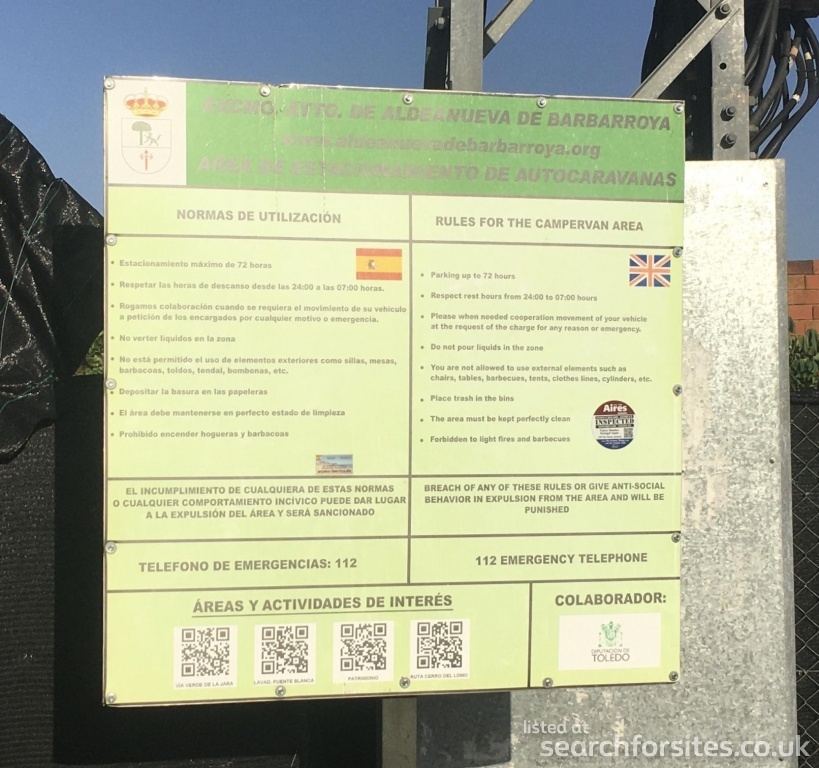 EXCMO. AYTO. DE ALDEANUEVA DE BARBARROYA
www.aldeanuevadebarbarroya.org
AREA DE ESTACIONAMIENTO DE AUTOCARAVANAS
NORMAS DE UTILIZACIÓN
• Estacionamiento máximo de 72 horas
• Respetar las horas de descanso desde las 24:00 a las 07:00 horas.
• Rogamos colaboración cuando se requiera el movimiento de su vehículo
a petición de los encargados por cualquier motivo o emergencia.
• No verter líquidos en la zona
• No está permitido el uso de elementos exteriores como sillas, mesas,
barbacoas, toldos, tendal, bombonas, etc.
• Depositar la basura en las papeleras
• El área debe mantenerse en perfecto estado de limpieza
• Prohibido encender hogueras y barbacoas
RULES FOR THE CAMPERVAN AREA
• Parking up to 72 hours
• Respect rest hours from 24:00 to 07:00 hours
• Please when needed cooperation movement of your vehicle
at the request of the charge for any reason or emergency.
• Do not pour liquids in the zone
• You are not allowed to use external elements such as
chairs, tables, barbecues, tents, clothes lines, cylinders, etc.
• Place trash in the bins
• The area must be kept perfectly clean
• Forbidden to light fires and barbecues
Aires
INSPECTED
EL INCUMPLIMIENTO DE CUALQUIERA DE ESTAS NORMAS
O CUALQUIER COMPORTAMIENTO INCÍVICO PUEDE DAR LUGAR
A LA EXPULSIÓN DEL ÁREA Y SERÁ SANCIONADO
BREACH OF ANY OF THESE RULES OR GIVE ANTI-SOCIAL
BEHAVIOR IN EXPULSION FROM THE AREA AND WILL BE
PUNISHED
TELEFONO DE EMERGENCIAS: 112
112 EMERGENCY TELEPHONE
ÁREAS Y ACTIVIDADES DE INTERÉS
VÍA VERDE DE LA JARA
LAVAD. FUENTE BLANCA
PATRIMONIO
RUTA CERRO DEL LOMO
COLABORADOR:
DIPUTACIÓN DE
TOLEDO
listed at
searchforsites.co.uk